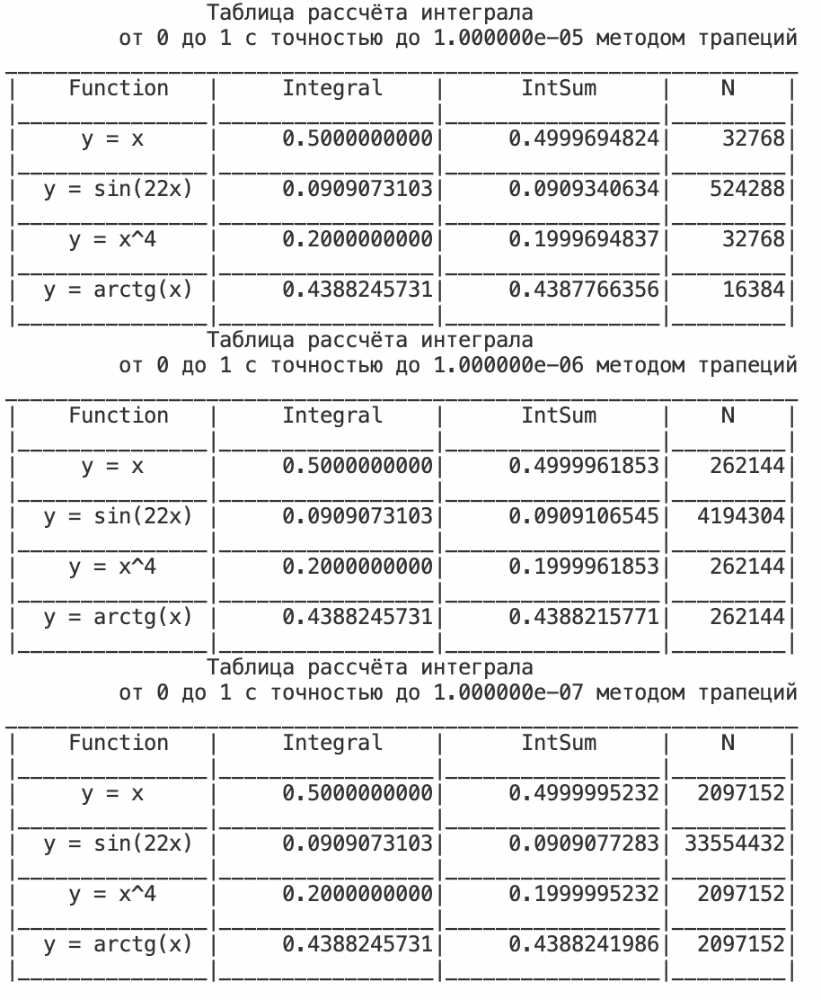 Таблица рассчёта интеграла
от 0 до 1 с точностью до 1.000000e-05 методом трапеций
| Function | Integral | IntSum | N |
| y = x | 0.5000000000| 0.4999694824| 32768|
| y = sin(22x) | 0.0909073103| 0.0909340634| 524288|
| y = x^4 | 0.2000000000| 0.1999694837| 32768|
| y = arctg(x) | 0.4388245731| 0.4387766356| 16384|
Таблица рассчёта интеграла
от 0 до 1 с точностью до 1.000000e-06 методом трапеций
| Function | Integral | IntSum | N |
| y = x | 0.5000000000| 0.4999961853| 262144|
| y = sin(22x) | 0.0909073103| 0.0909106545| 4194304|
| y = x^4 | 0.2000000000| 0.1999961853| 262144|
| y = arctg(x) | 0.4388245731| 0.4388215771| 262144|
Таблица рассчёта интеграла
от 0 до 1 с точностью до 1.000000e-07 методом трапеций
| Function | Integral | IntSum | N |
| y = x | 0.5000000000| 0.4999995232| 2097152|
| y = sin(22x) | 0.0909073103| 0.0909077283| 33554432|
| y = x^4 | 0.2000000000| 0.1999995232| 2097152|
| y = arctg(x) | 0.4388245731| 0.4388241986| 2097152|